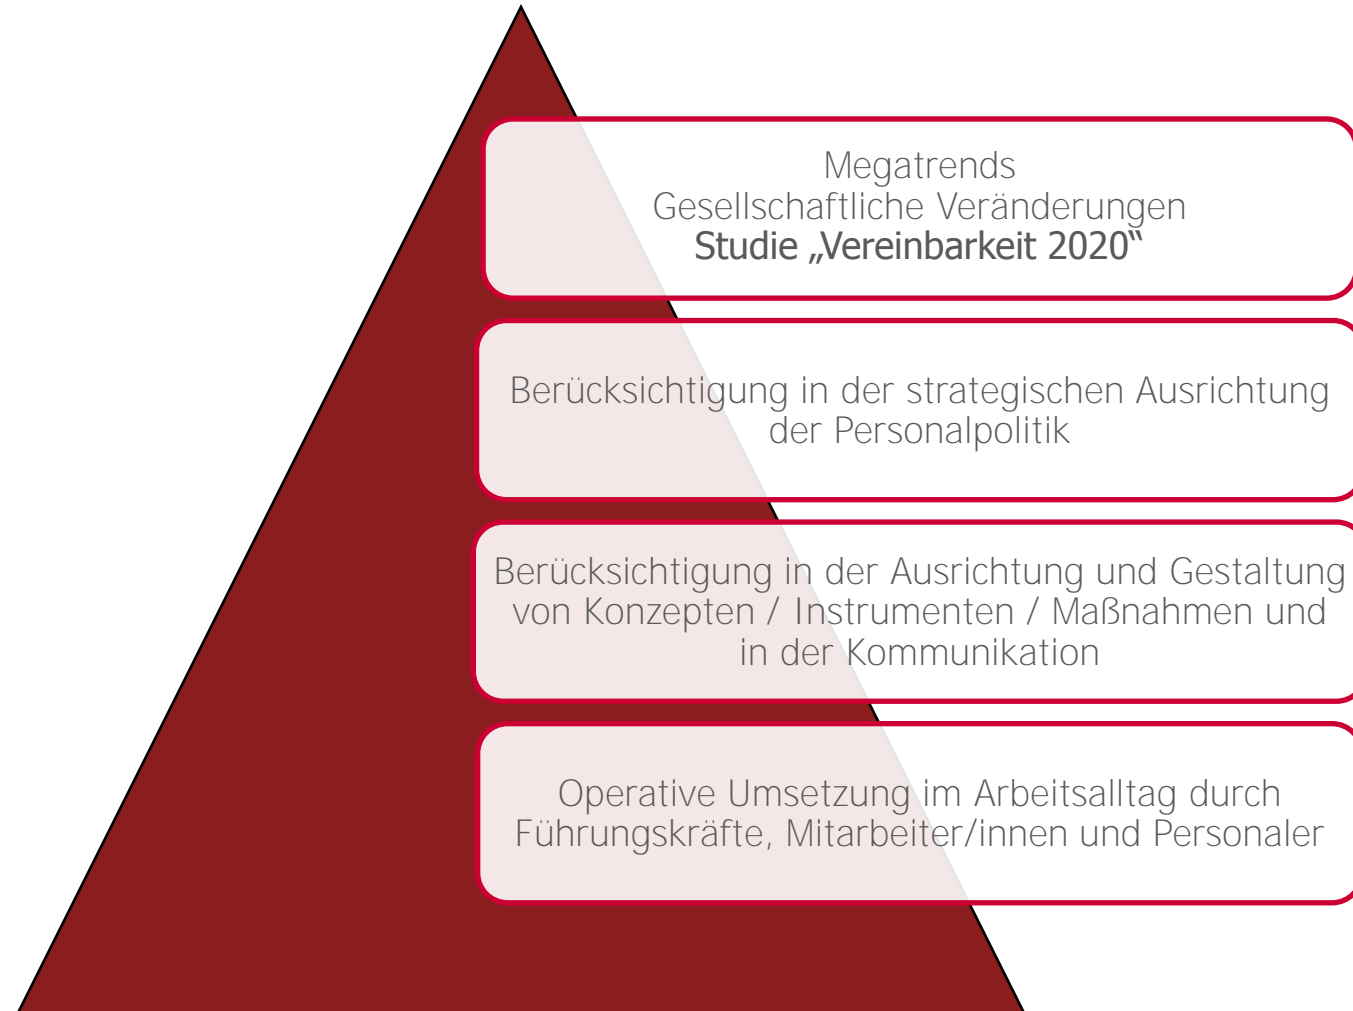 Megatrends
Gesellschaftliche Veränderungen
Studie „Vereinbarkeit 2020“
Berücksichtigung in der strategischen Ausrichtung
der Personalpolitik
Berücksichtigung in der Ausrichtung und Gestaltung
von Konzepten / Instrumenten / Maßnahmen und
in der Kommunikation
Operative Umsetzung im Arbeitsalltag durch
Führungskräfte, Mitarbeiter/innen und Personaler